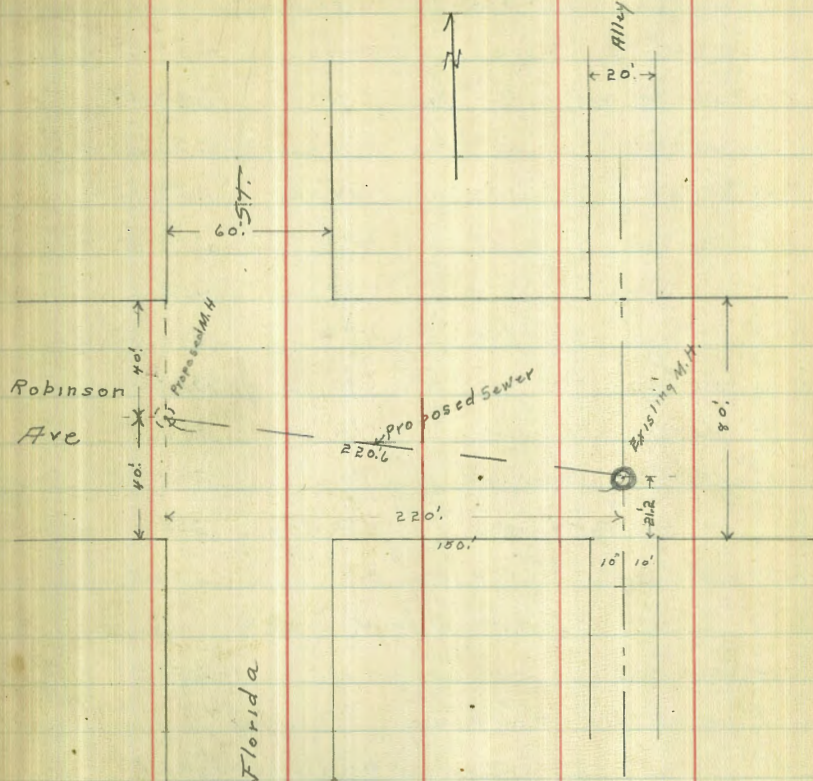 Alley
20'
N
60'
St.
40'
Proposed M.H
Robinson
Ave
40'
Proposed Sewer
220.6
Existing M.H.
80'
21.2
220'
150'
10' 10'
Florida